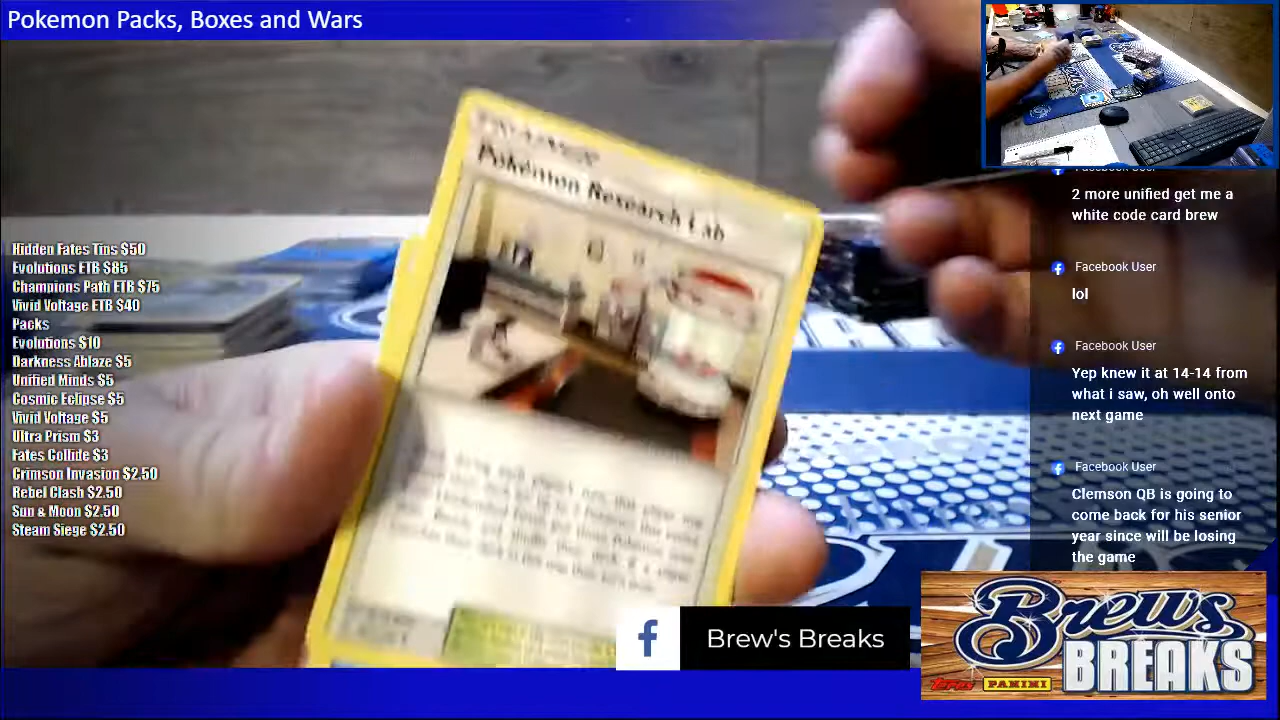 Pokemon Packs, Boxes and Wars
Pokémon Research Lab
Hidden Fates Tins $50
Evolutions ETB $85
Champions Path ETB $75
Vivid Voltage ETB $40
Packs
Evolutions $10
Darkness Ablaze $5
Unified Minds $5
Cosmic Eclipse $5
Vivid Voltage $5
Ultra Prism $3
Fates Collide $3
Crimson Invasion $2.50
Rebel Clash $2.50
Sun & Moon $2.50
Steam Siege $2.50
Facebook User
2 more unified get me a
white code card brew
Facebook User
lol
Facebook User
Yep knew it at 14-14 from
what i saw, oh well onto
next game
Facebook User
Clemson QB is going to
come back for his senior
year since will be losing
the game
Brew's Breaks
Brews
BREAKS
Topps PANINI